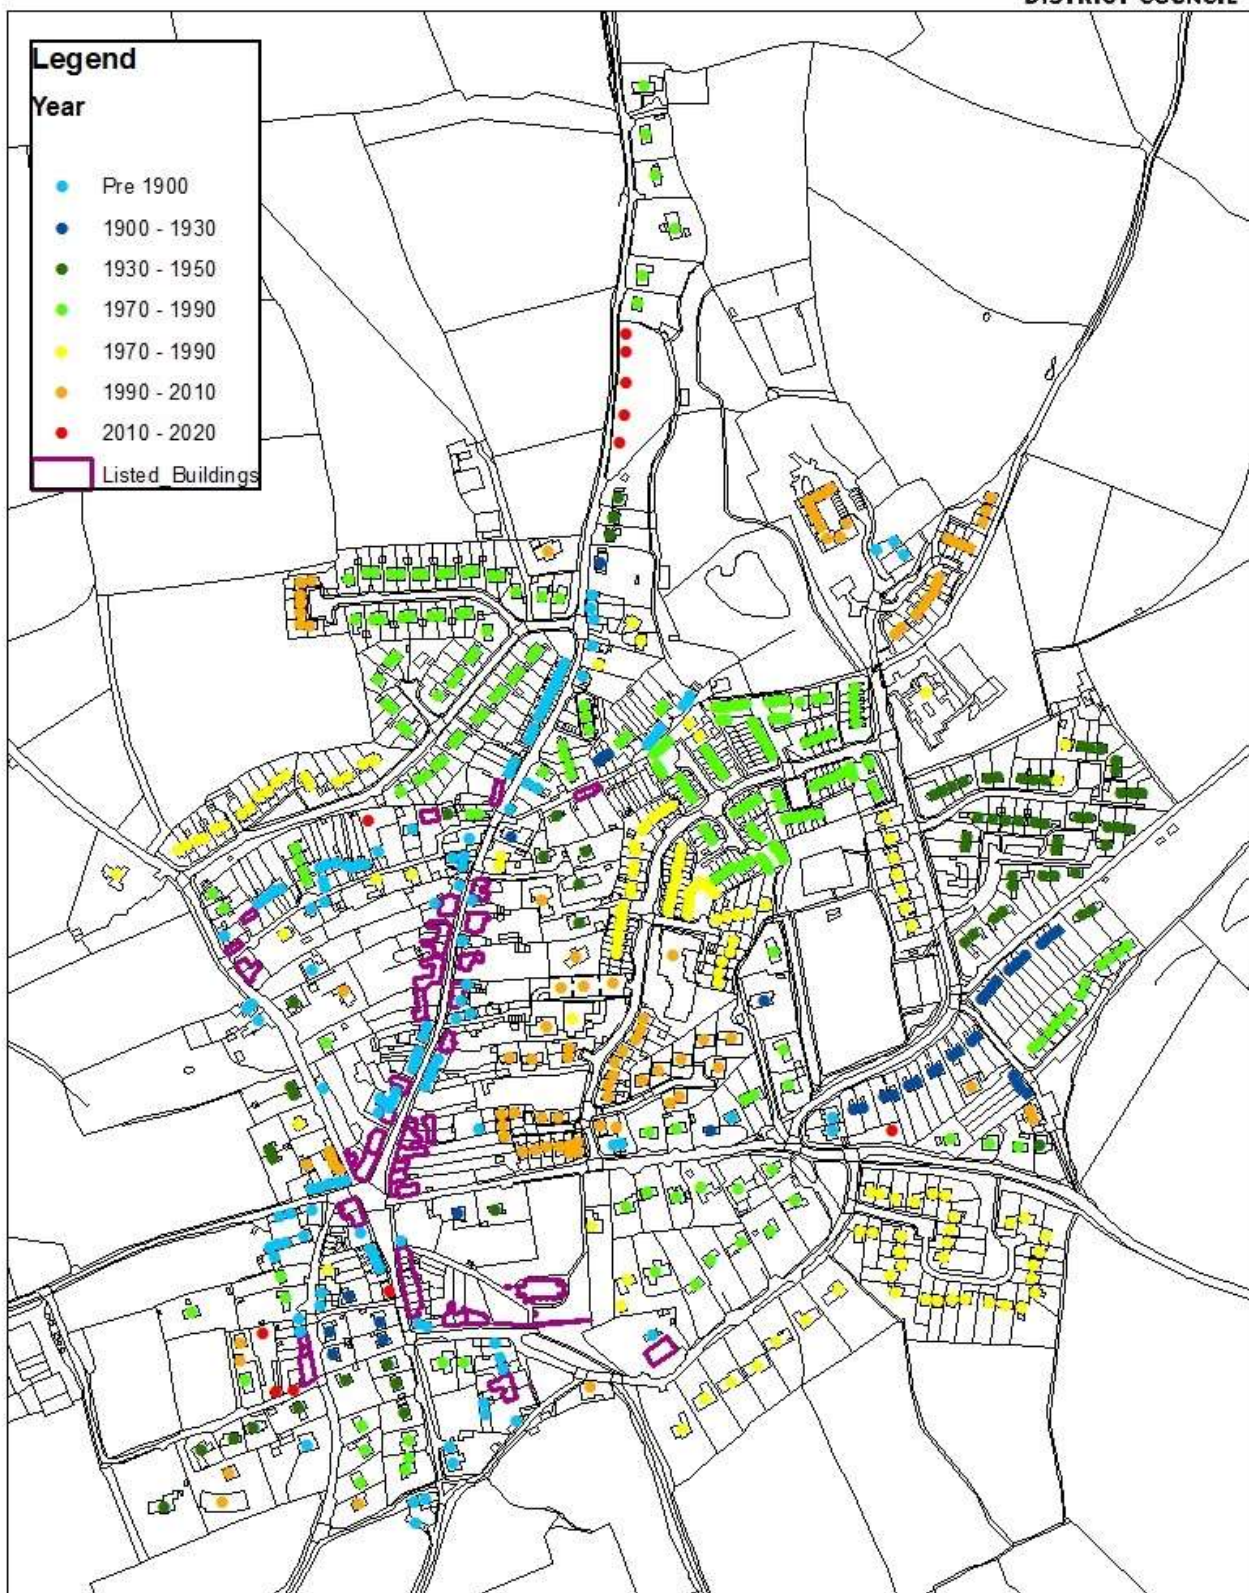 DISTRICT COUNCIL
Legend
Year
Pre 1900
1900 - 1930
1930 - 1950
1970 - 1990
1970 - 1990
1990 - 2010
2010 - 2020
Listed_Buildings